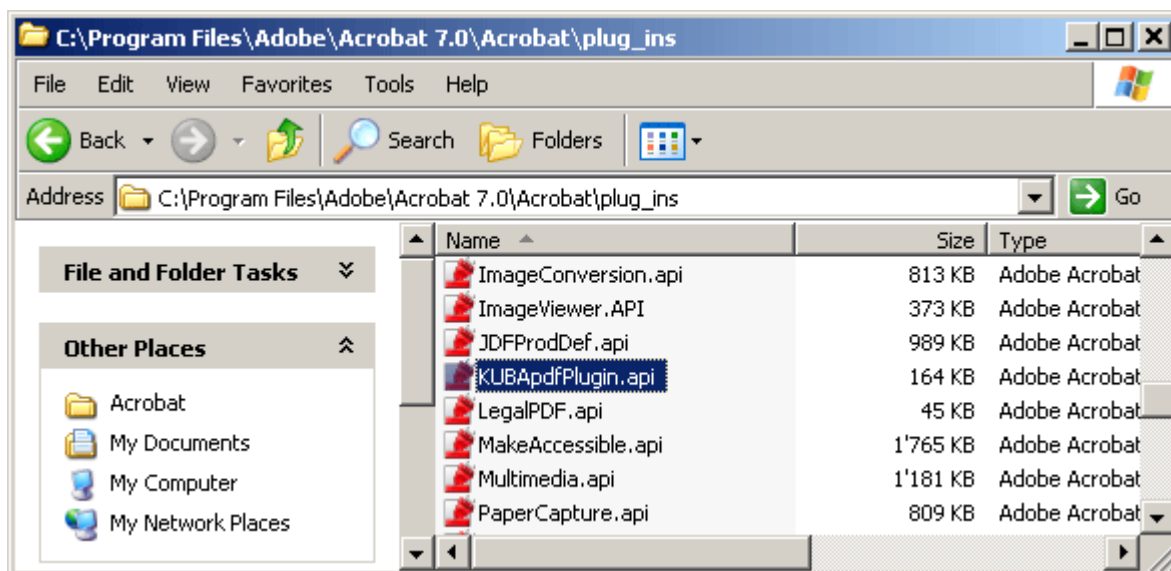 C:\Program Files\Adobe\Acrobat 7.0\Acrobat\plug_ins
File Edit View Favorites Tools Help
Back Search Folders
Address C:\Program Files\Adobe\Acrobat 7.0\Acrobat\plug_ins Go
File and Folder Tasks
Other Places
Acrobat
My Documents
My Computer
My Network Places
Name Size Type
ImageConversion.api 813 KB Adobe Acrobat
ImageViewer.API 373 KB Adobe Acrobat
JDFProdDef.api 989 KB Adobe Acrobat
KUBApdfPlugin.api 164 KB Adobe Acrobat
LegalPDF.api 45 KB Adobe Acrobat
MakeAccessible.api 1'765 KB Adobe Acrobat
Multimedia.api 1'181 KB Adobe Acrobat
PaperCapture.api 809 KB Adobe Acrobat